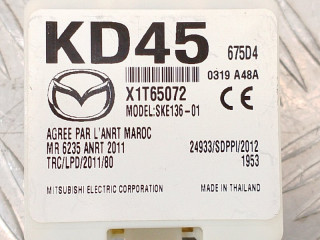 KD45 675D4
0319 A48A
X1T65072 CE
MODEL:SKE136-01
AGREE PAR L'ANRT MAROC
MR 6235 ANRT 2011 24933/SDPPI/2012
TRC/LPD/2011/80 1953
MITSUBISHI ELECTRIC CORPORATION MADE IN THAILAND